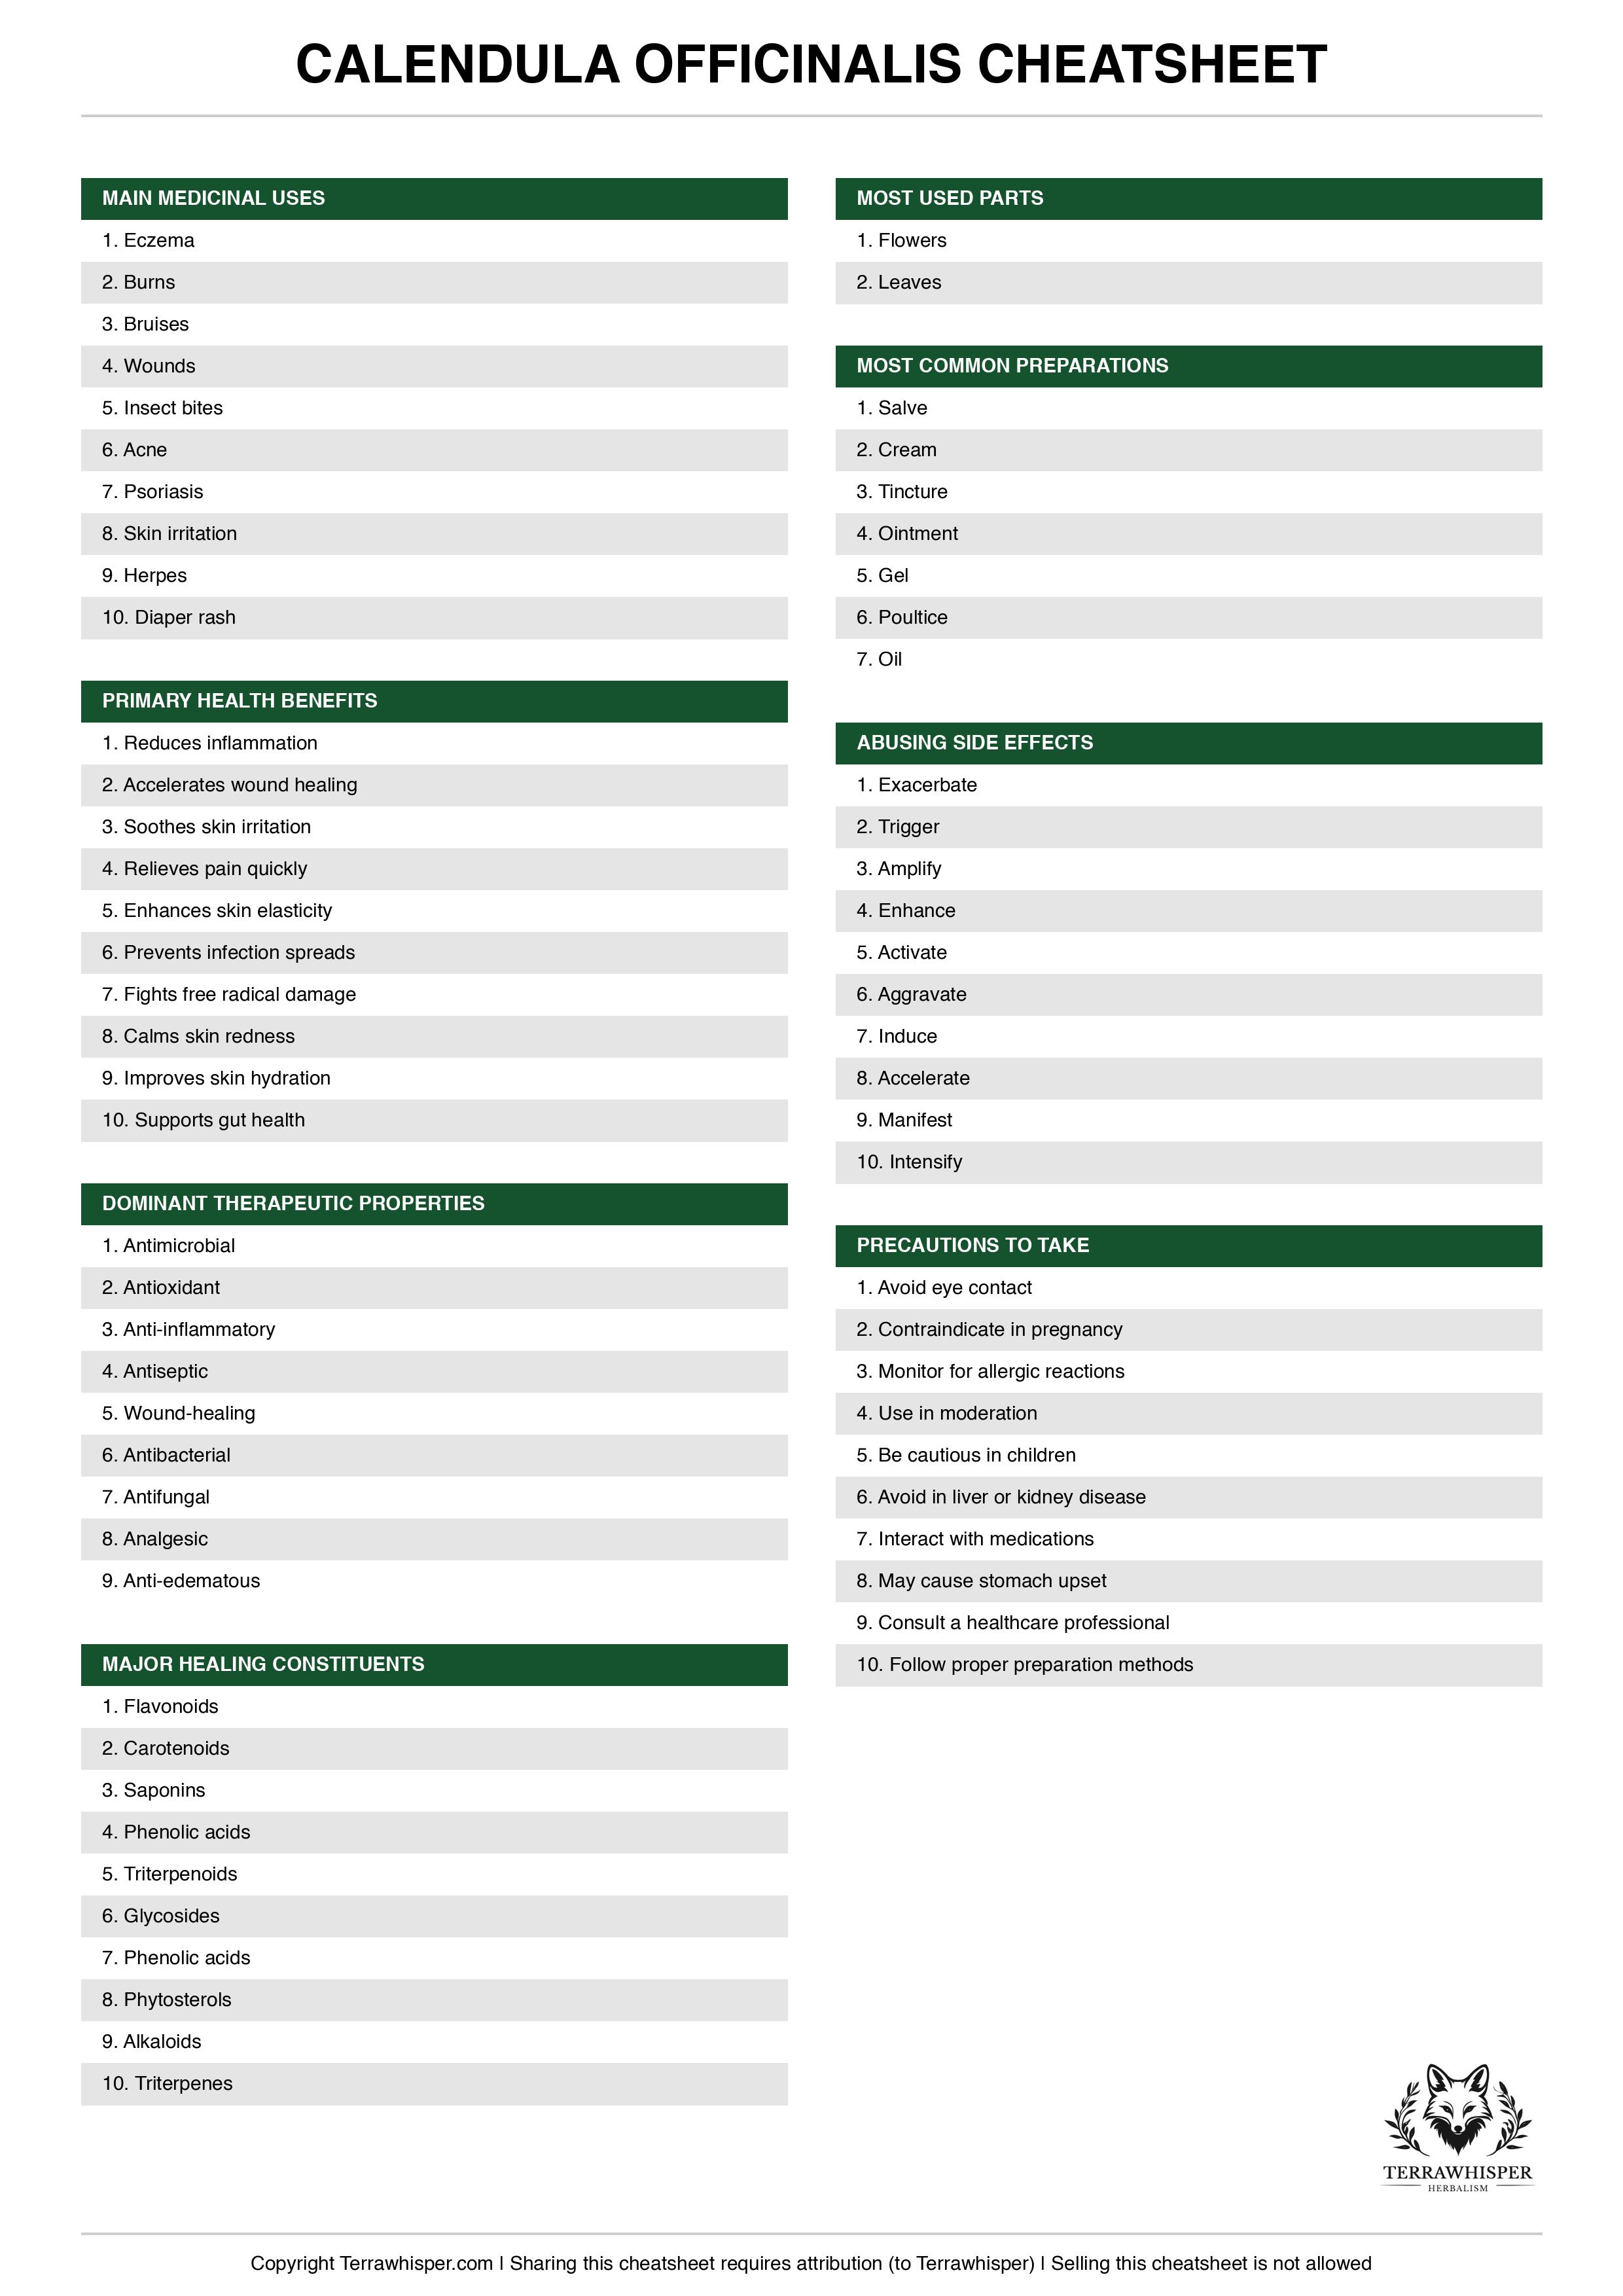 CALENDULA OFFICINALIS CHEATSHEET
MAIN MEDICINAL USES
1. Eczema
2. Burns
3. Bruises
4. Wounds
5. Insect bites
6. Acne
7. Psoriasis
8. Skin irritation
9. Herpes
10. Diaper rash
PRIMARY HEALTH BENEFITS
1. Reduces inflammation
2. Accelerates wound healing
3. Soothes skin irritation
4. Relieves pain quickly
5. Enhances skin elasticity
6. Prevents infection spreads
7. Fights free radical damage
8. Calms skin redness
9. Improves skin hydration
10. Supports gut health
DOMINANT THERAPEUTIC PROPERTIES
1. Antimicrobial
2. Antioxidant
3. Anti-inflammatory
4. Antiseptic
5. Wound-healing
6. Antibacterial
7. Antifungal
8. Analgesic
9. Anti-edematous
MAJOR HEALING CONSTITUENTS
1. Flavonoids
2. Carotenoids
3. Saponins
4. Phenolic acids
5. Triterpenoids
6. Glycosides
7. Phenolic acids
8. Phytosterols
9. Alkaloids
10. Triterpenes
MOST USED PARTS
1. Flowers
2. Leaves
MOST COMMON PREPARATIONS
1. Salve
2. Cream
3. Tincture
4. Ointment
5. Gel
6. Poultice
7. Oil
ABUSING SIDE EFFECTS
1. Exacerbate
2. Trigger
3. Amplify
4. Enhance
5. Activate
6. Aggravate
7. Induce
8. Accelerate
9. Manifest
10. Intensify
PRECAUTIONS TO TAKE
1. Avoid eye contact
2. Contraindicate in pregnancy
3. Monitor for allergic reactions
4. Use in moderation
5. Be cautious in children
6. Avoid in liver or kidney disease
7. Interact with medications
8. May cause stomach upset
9. Consult a healthcare professional
10. Follow proper preparation methods
TERRAWHISPER
HERBALISM
Copyright Terrawhisper.com | Sharing this cheatsheet requires attribution (to Terrawhisper) | Selling this cheatsheet is not allowed